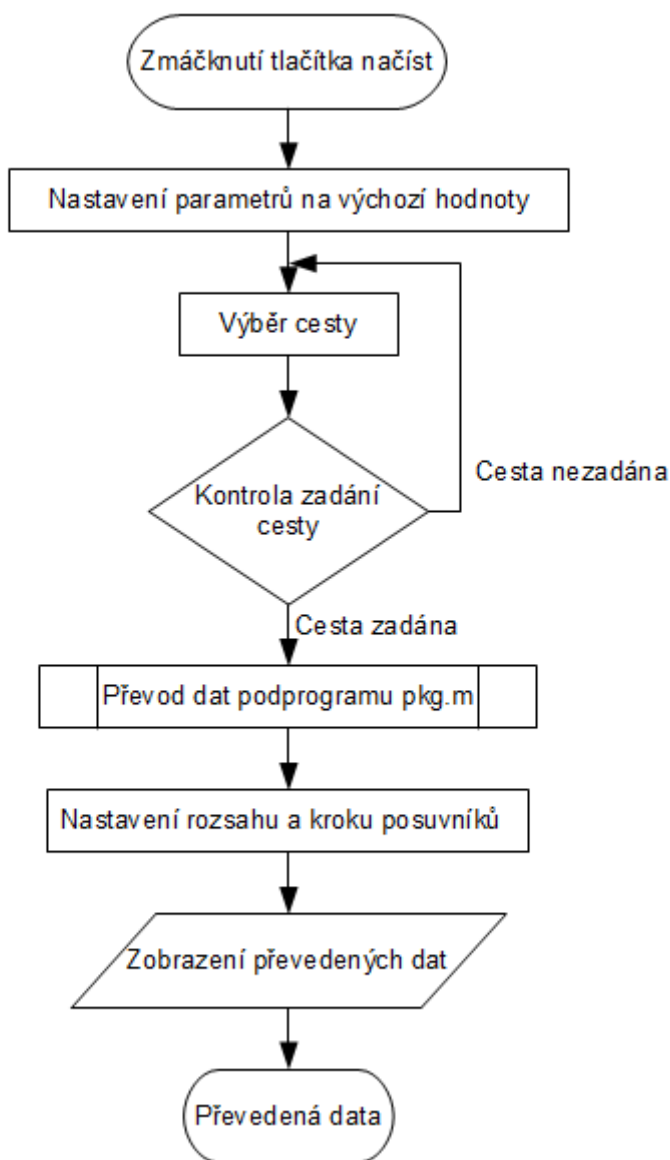 Zmáčknutí tlačítka načíst
Nastavení parametrů na výchozí hodnoty
Výběr cesty
Cesta nezadána
Kontrola zadání
cesty
Cesta zadána
Převod dat podprogramu pkg.m
Nastavení rozsahu a kroku posuvníků
Zobrazení převedených dat
Převedená data